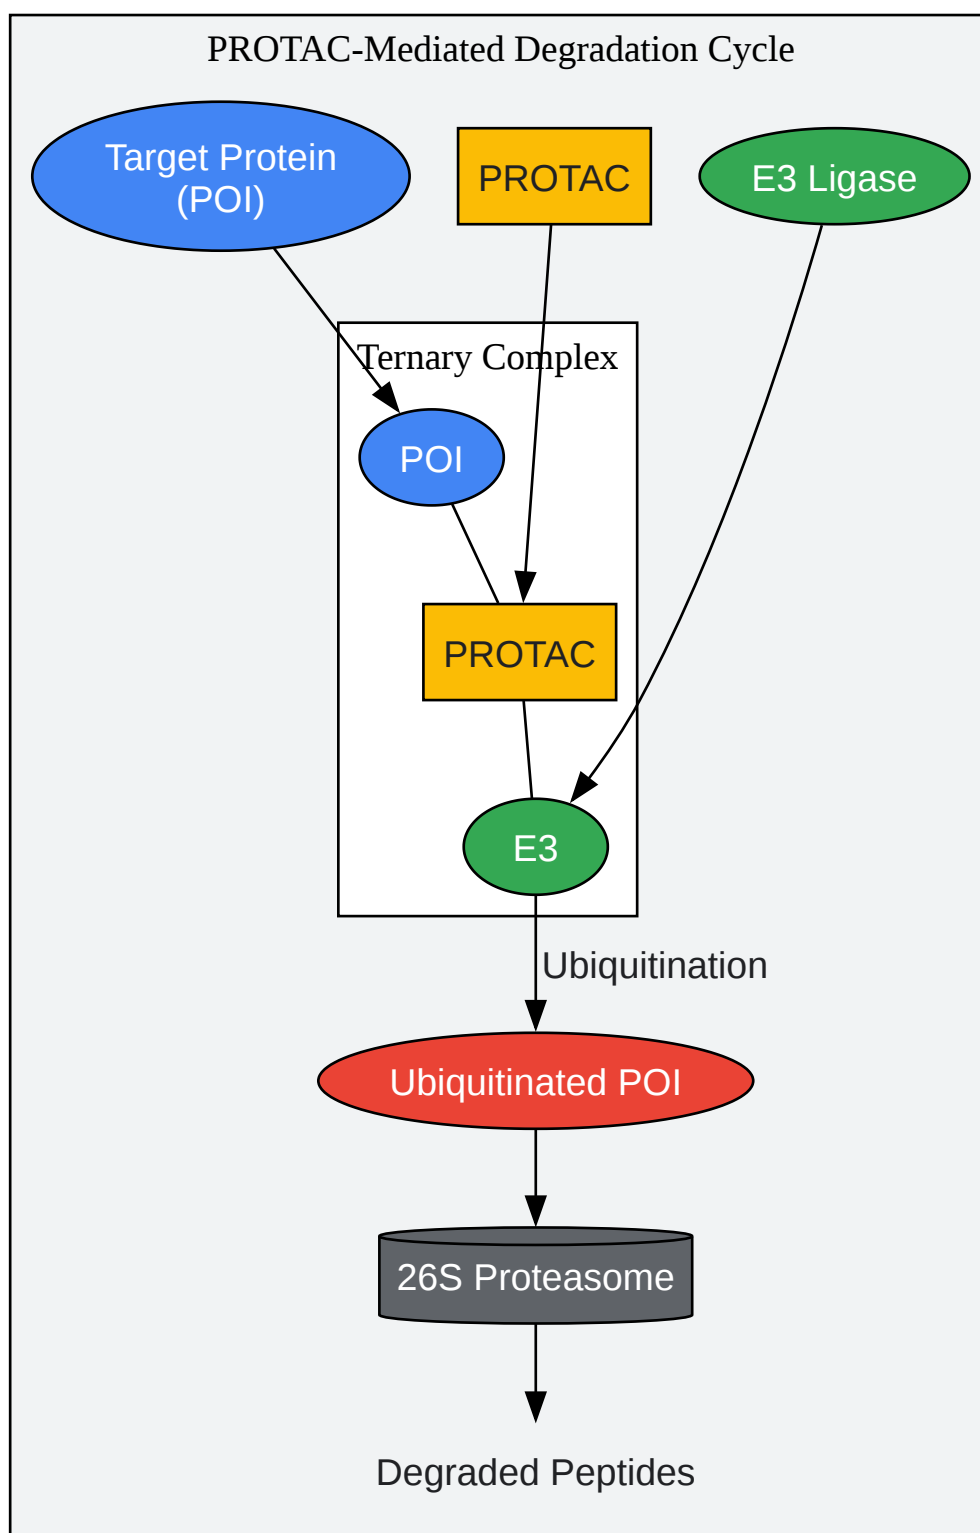 PROTAC-Mediated Degradation Cycle
Target Protein
(POI)
PROTAC
E3 Ligase
Ternary Complex
POI
PROTAC
E3
Ubiquitination
Ubiquitinated POI
26S Proteasome
Degraded Peptides